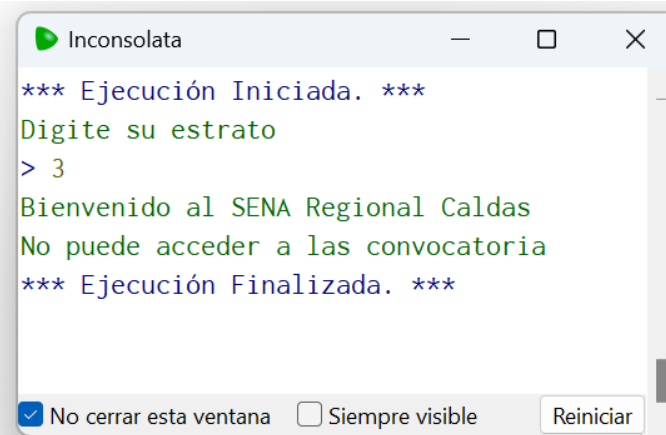 Inconsolata
*** Ejecución Iniciada. ***
Digite su estrato
> 3
Bienvenido al SENA Regional Caldas
No puede acceder a las convocatoria
*** Ejecución Finalizada. ***
No cerrar esta ventana Siempre visible Reiniciar